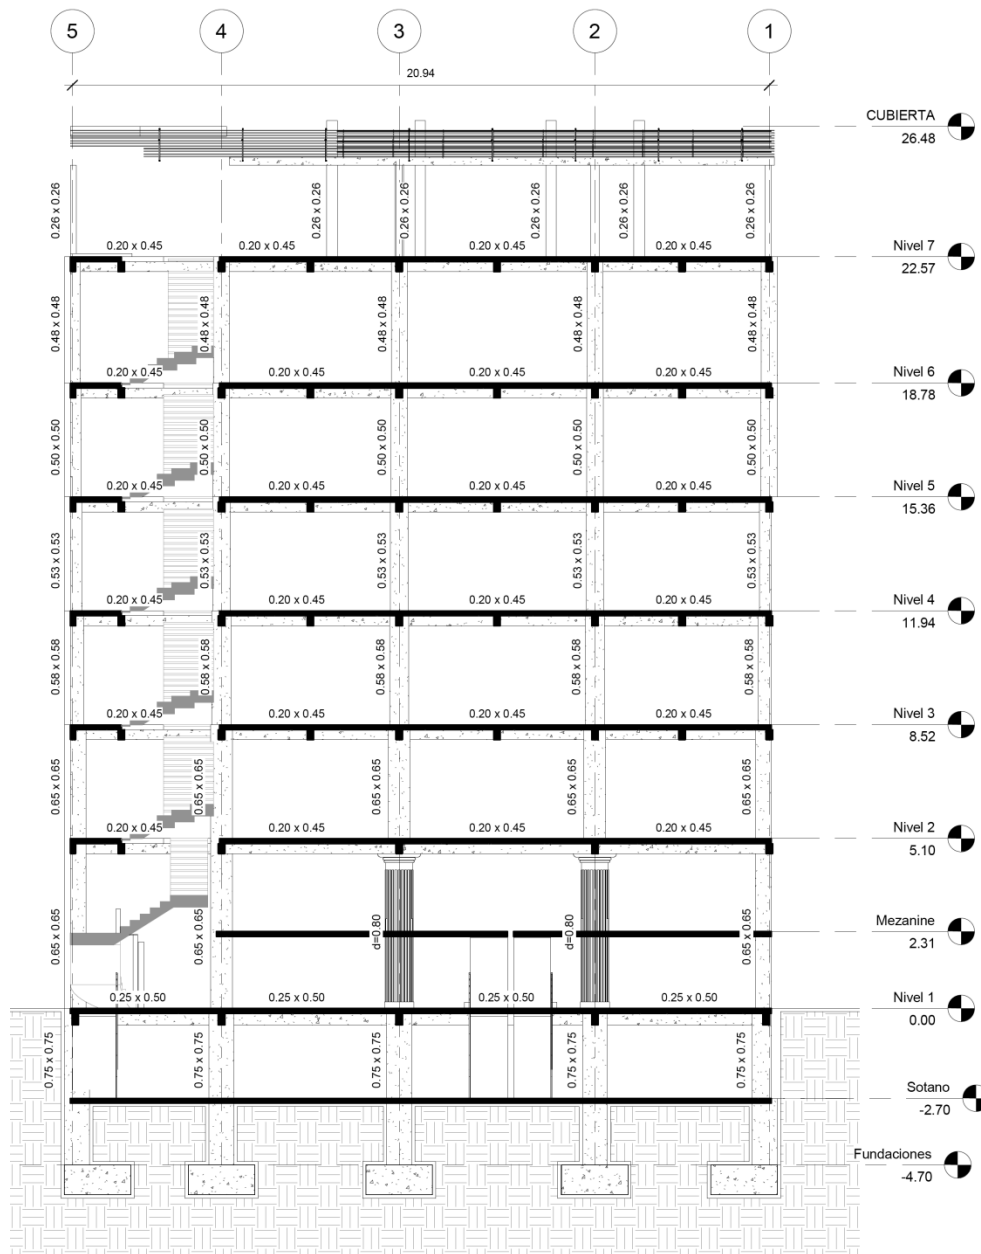 5 4 3 2 1
20.94
CUBIERTA
26.48
0.26 x 0.26 0.26 x 0.26 0.26 x 0.26 0.26 x 0.26 0.26 x 0.26 0.26 x 0.26
0.20 x 0.45 0.20 x 0.45 0.20 x 0.45 0.20 x 0.45
Nivel 7
22.57
0.48 x 0.48 0.48 x 0.48 0.48 x 0.48 0.48 x 0.48 0.48 x 0.48
0.20 x 0.45 0.20 x 0.45 0.20 x 0.45 0.20 x 0.45
Nivel 6
18.78
0.50 x 0.50 0.50 x 0.50 0.50 x 0.50 0.50 x 0.50 0.50 x 0.50
0.20 x 0.45 0.20 x 0.45 0.20 x 0.45 0.20 x 0.45
Nivel 5
15.36
0.53 x 0.53 0.53 x 0.53 0.53 x 0.53 0.53 x 0.53 0.53 x 0.53
0.20 x 0.45 0.20 x 0.45 0.20 x 0.45 0.20 x 0.45
Nivel 4
11.94
0.58 x 0.58 0.58 x 0.58 0.58 x 0.58 0.58 x 0.58 0.58 x 0.58
0.20 x 0.45 0.20 x 0.45 0.20 x 0.45 0.20 x 0.45
Nivel 3
8.52
0.65 x 0.65 0.65 x 0.65 0.65 x 0.65 0.65 x 0.65 0.65 x 0.65
0.20 x 0.45 0.20 x 0.45 0.20 x 0.45 0.20 x 0.45
Nivel 2
5.10
0.65 x 0.65 0.65 x 0.65 d=0.80 d=0.80 0.65 x 0.65
Mezanine
2.31
0.25 x 0.50 0.25 x 0.50 0.25 x 0.50 0.25 x 0.50
Nivel 1
0.00
0.75 x 0.75 0.75 x 0.75 0.75 x 0.75 0.75 x 0.75 0.75 x 0.75
Sotano
-2.70
Fundaciones
-4.70